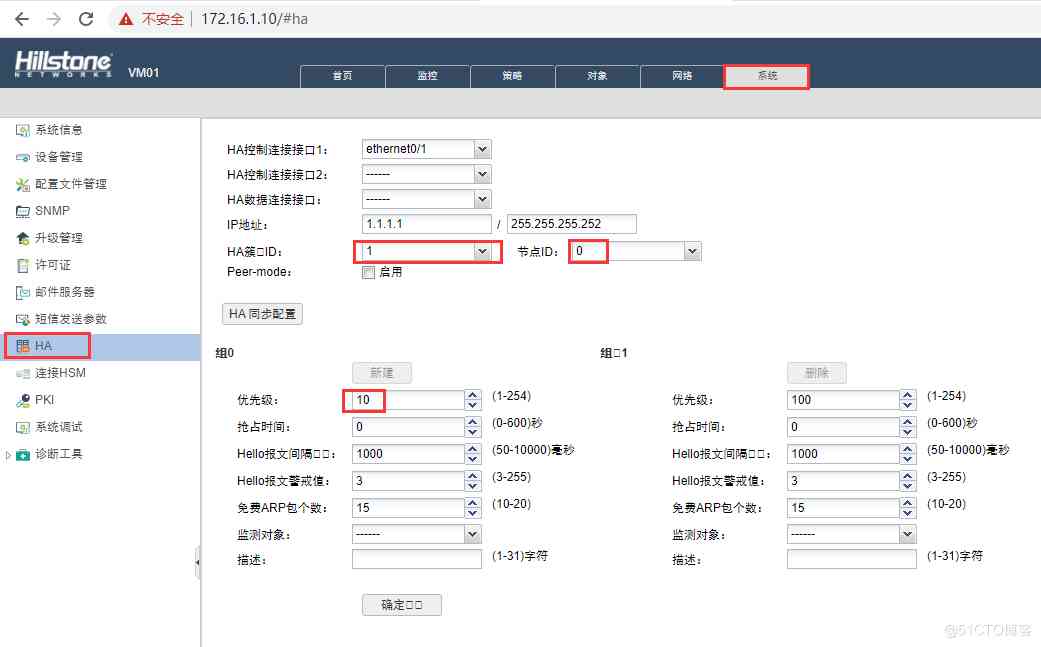 不安全 172.16.1.10/#ha
Hillstone
NETWORKS
VM01
首页 监控 策略 对象 网络 系统
系统信息
设备管理
配置文件管理
SNMP
升级管理
许可证
邮件服务器
短信发送参数
HA
连接HSM
PKI
系统调试
诊断工具
HA控制连接接口1: ethernet0/1
HA控制连接接口2: ------
HA数据连接接口: ------
IP地址: 1.1.1.1 / 255.255.255.252
HA簇□ID: 1 节点ID: 0
Peer-mode: 启用
HA 同步配置
组0 组□1
新建 删除
优先级: 10 (1-254) 优先级: 100 (1-254)
抢占时间: 0 (0-600)秒 抢占时间: 0 (0-600)秒
Hello报文间隔□□: 1000 (50-10000)毫秒 Hello报文间隔□□: 1000 (50-10000)毫秒
Hello报文警戒值: 3 (3-255) Hello报文警戒值: 3 (3-255)
免费ARP包个数: 15 (10-20) 免费ARP包个数: 15 (10-20)
监测对象: ------ 监测对象: ------
描述: (1-31)字符 描述: (1-31)字符
确定□□
@51CTO博客